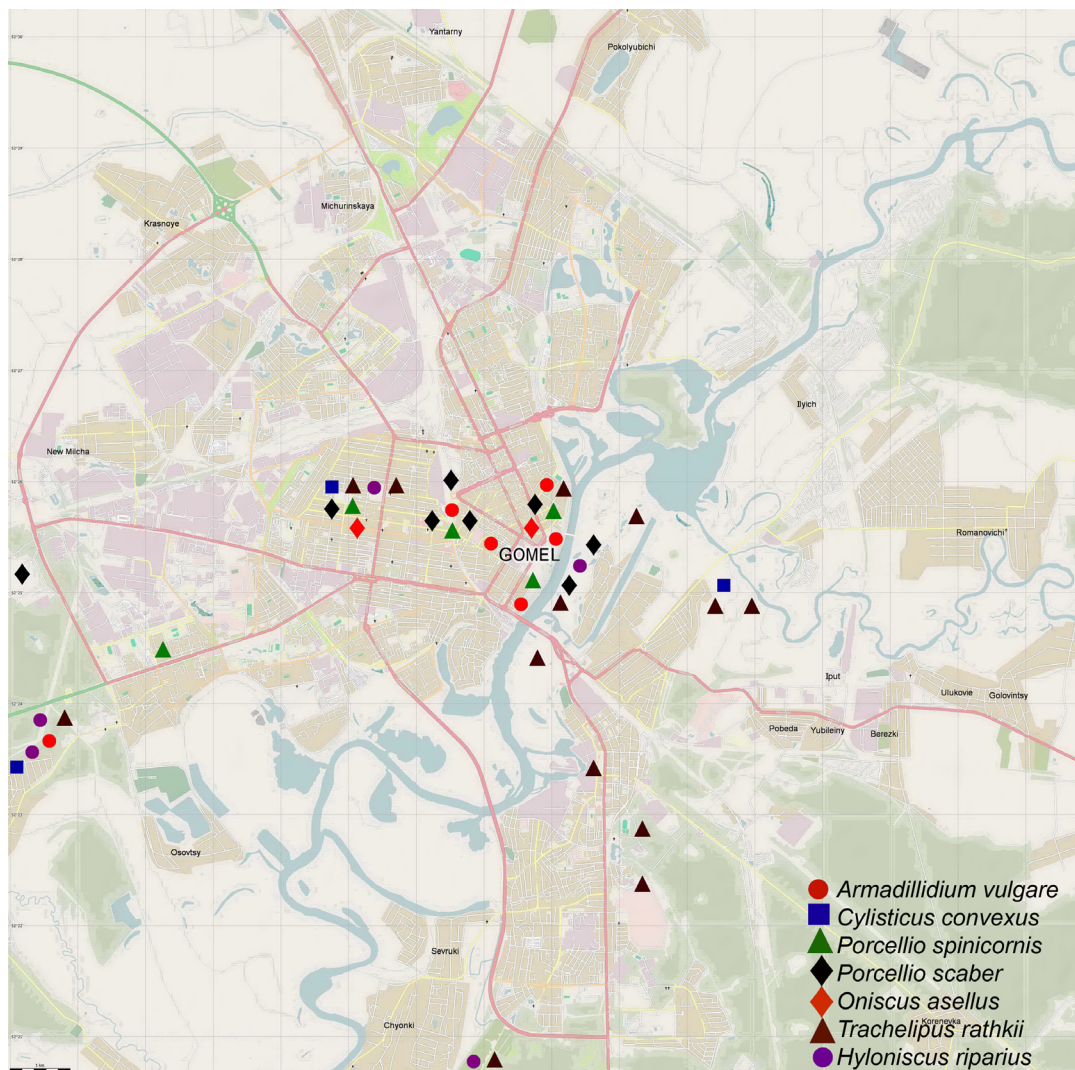 Yantarny
Pokolyubichi
Michurinskaya
Krasnoye
Ilyich
New Milcha
Romanovichi
GOMEL
Iput
Ulukovie
Golovintsy
Pobeda
Yubileiny
Berezki
Osovtsy
Sevruki
Chyonki
Korenevka
Armadillidium vulgare
Cylisticus convexus
Porcellio spinicornis
Porcellio scaber
Oniscus asellus
Trachelipus rathkii
Hyloniscus riparius